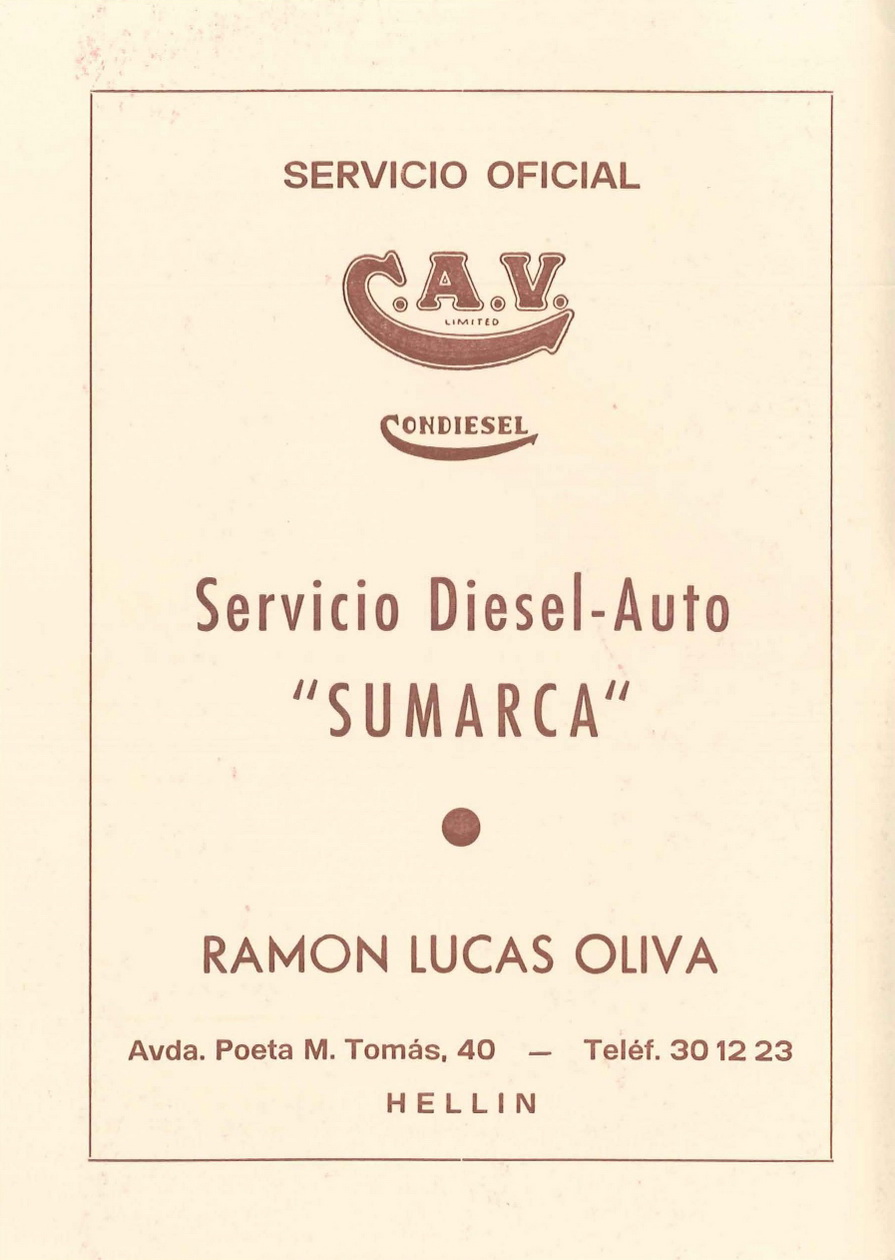 SERVICIO OFICIAL
C.A.V.
LIMITED
CONDIESEL
Servicio Diesel-Auto
“SUMARCA“
RAMON LUCAS OLIVA
Avda. Poeta M. Tomás, 40 — Teléf. 30 12 23
HELLIN